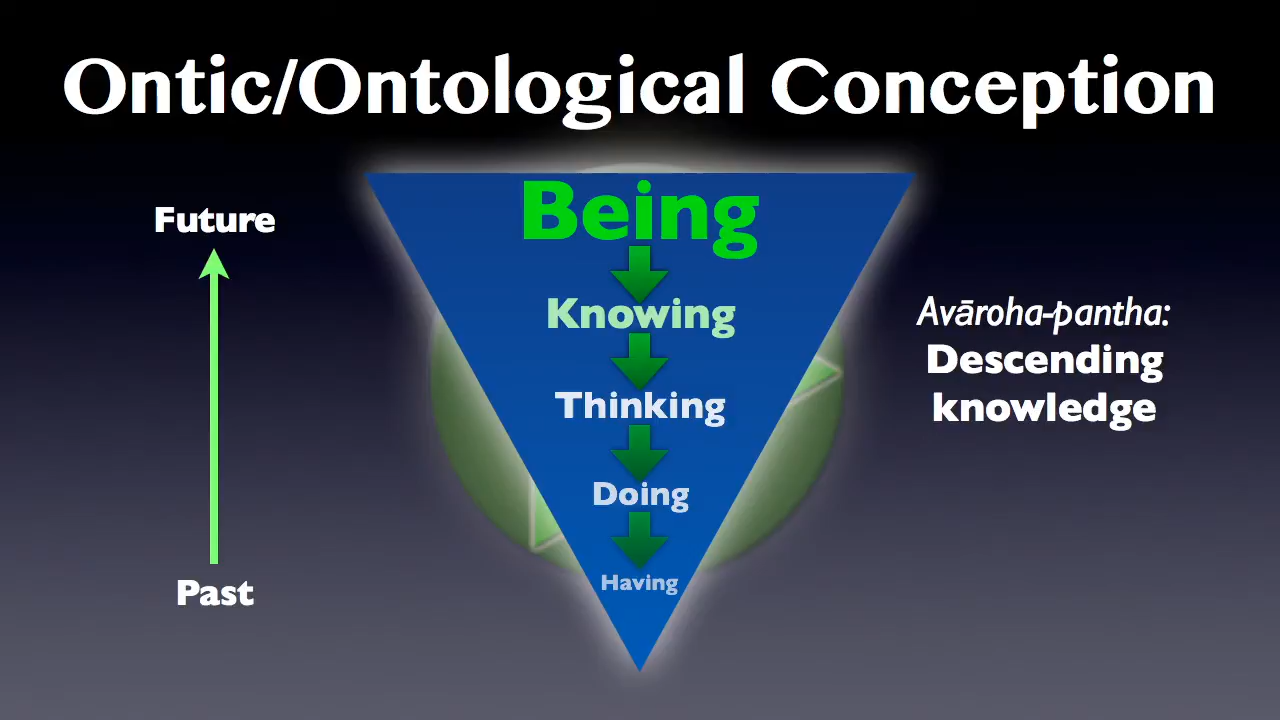 Ontic/Ontological Conception
Future
Past
Being
Knowing
Thinking
Doing
Having
Avāroha-pantha:
Descending
knowledge